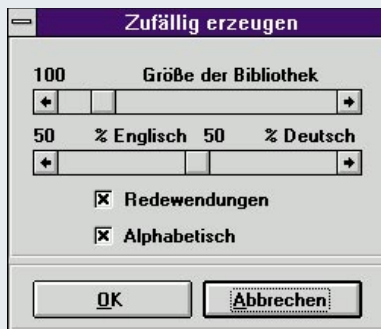 Zufällig erzeugen
100 Größe der Bibliothek
50 % Englisch 50 % Deutsch
Redewendungen
Alphabetisch
OK Abbrechen